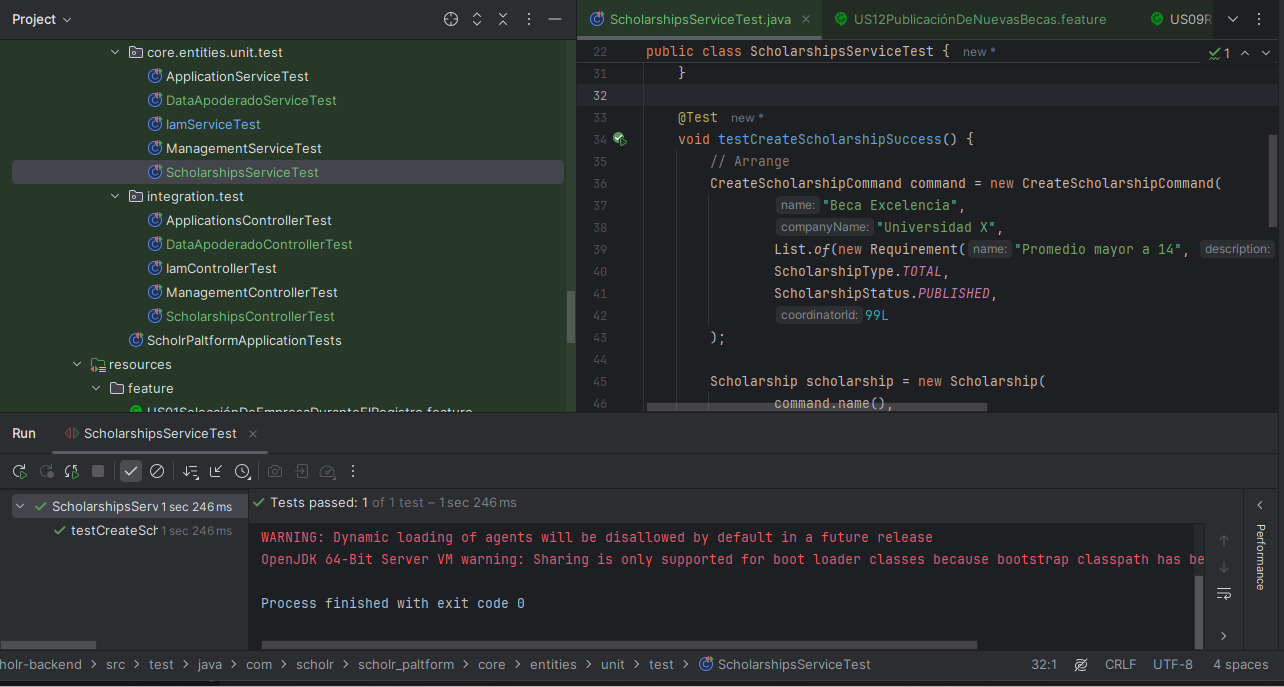 Project
core.entities.unit.test
ApplicationServiceTest
DataApoderadoServiceTest
IamServiceTest
ManagementServiceTest
ScholarshipsServiceTest
integration.test
ApplicationsControllerTest
DataApoderadoControllerTest
IamControllerTest
ManagementControllerTest
ScholarshipsControllerTest
ScholrPaltformApplicationTests
resources
feature
US01SelecciónDeEmpresaDuranteElRegistro.feature
ScholarshipsServiceTest.java US12PublicaciónDeNuevasBecas.feature US09R
22 public class ScholarshipsServiceTest { new *
1
31 }
32
33 @Test new *
34 void testCreateScholarshipSuccess() {
35 // Arrange
36 CreateScholarshipCommand command = new CreateScholarshipCommand(
37 name: "Beca Excelencia",
38 companyName: "Universidad X",
39 List.of(new Requirement( name: "Promedio mayor a 14", description:
40 ScholarshipType.TOTAL,
41 ScholarshipStatus.PUBLISHED,
42 coordinatorId: 99L
43 );
44
45 Scholarship scholarship = new Scholarship(
46 command.name(),
Run ScholarshipsServiceTest
ScholarshipsServ 1 sec 246 ms
testCreateSch 1 sec 246 ms
Tests passed: 1 of 1 test – 1 sec 246 ms
WARNING: Dynamic loading of agents will be disallowed by default in a future release
OpenJDK 64-Bit Server VM warning: Sharing is only supported for boot loader classes because bootstrap classpath has be
Process finished with exit code 0
Performance
holr-backend > src > test > java > com > scholr > scholr_paltform > core > entities > unit > test > ScholarshipsServiceTest
32:1 CRLF UTF-8 4 spaces